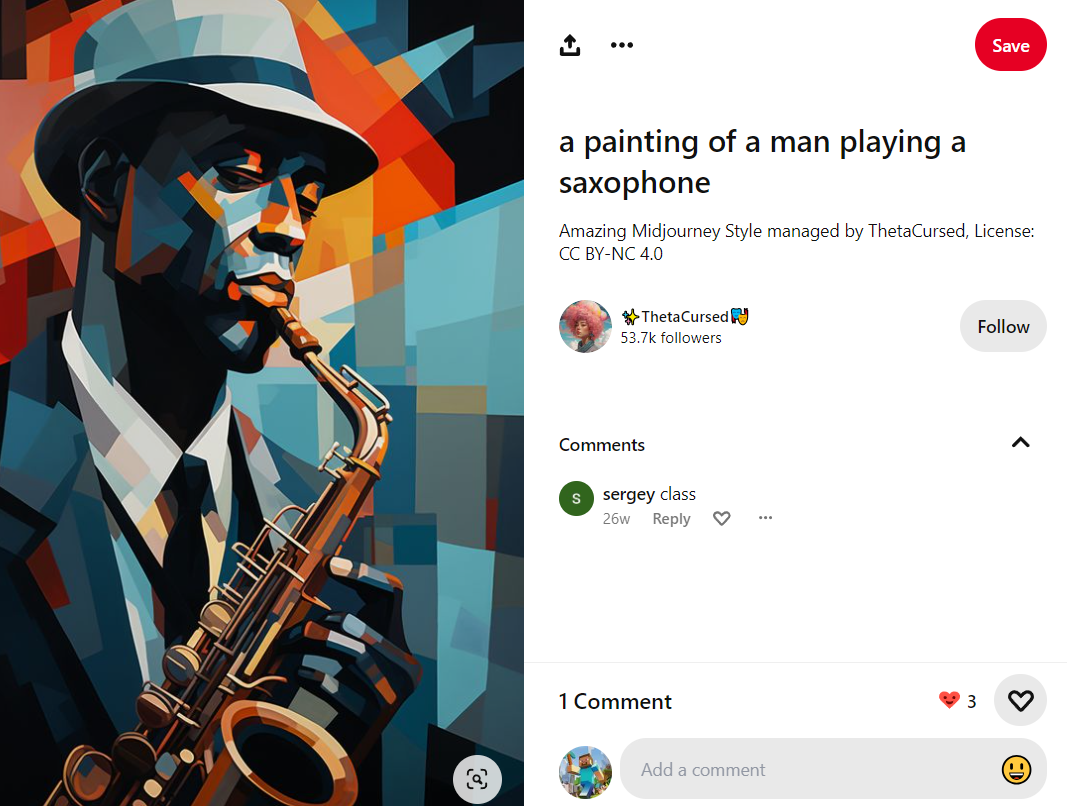 Save
a painting of a man playing a
saxophone
Amazing Midjourney Style managed by ThetaCursed, License:
CC BY-NC 4.0
✨ThetaCursed🎭
53.7k followers
Follow
Comments
S
sergey class
26w Reply
1 Comment
3
Add a comment